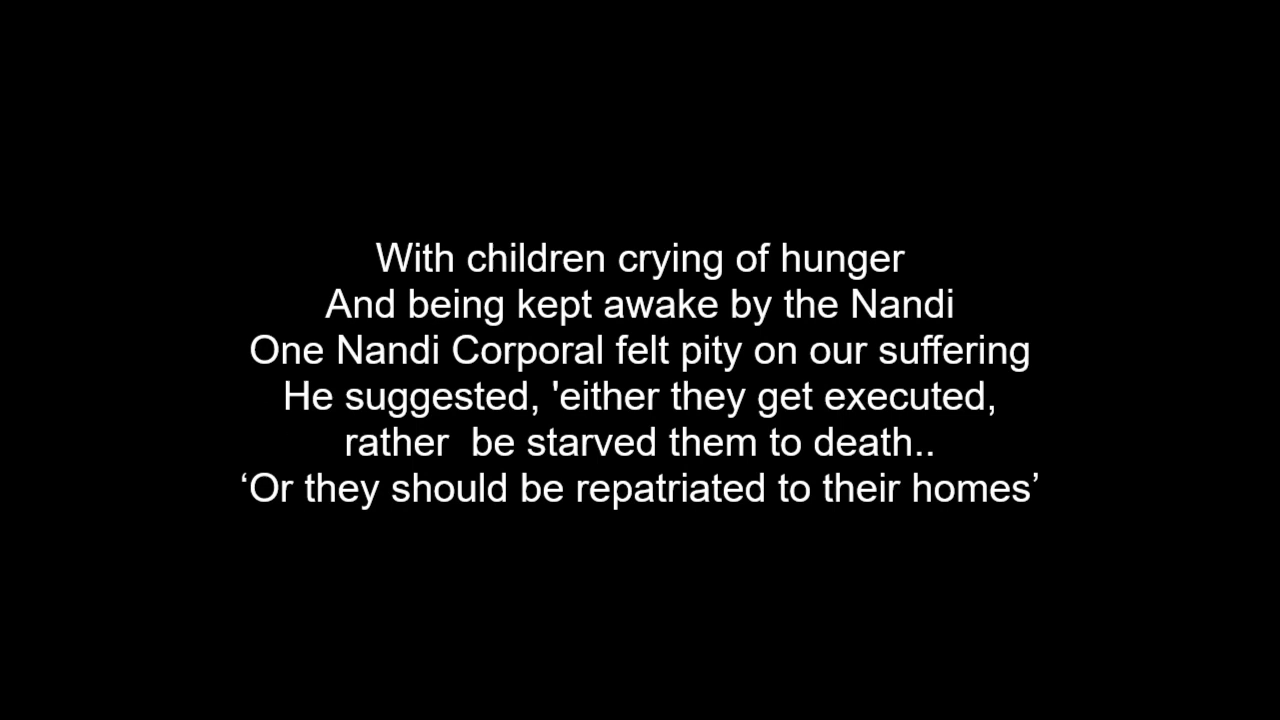 With children crying of hunger
And being kept awake by the Nandi
One Nandi Corporal felt pity on our suffering
He suggested, 'either they get executed,
rather  be starved them to death..
‘Or they should be repatriated to their homes’